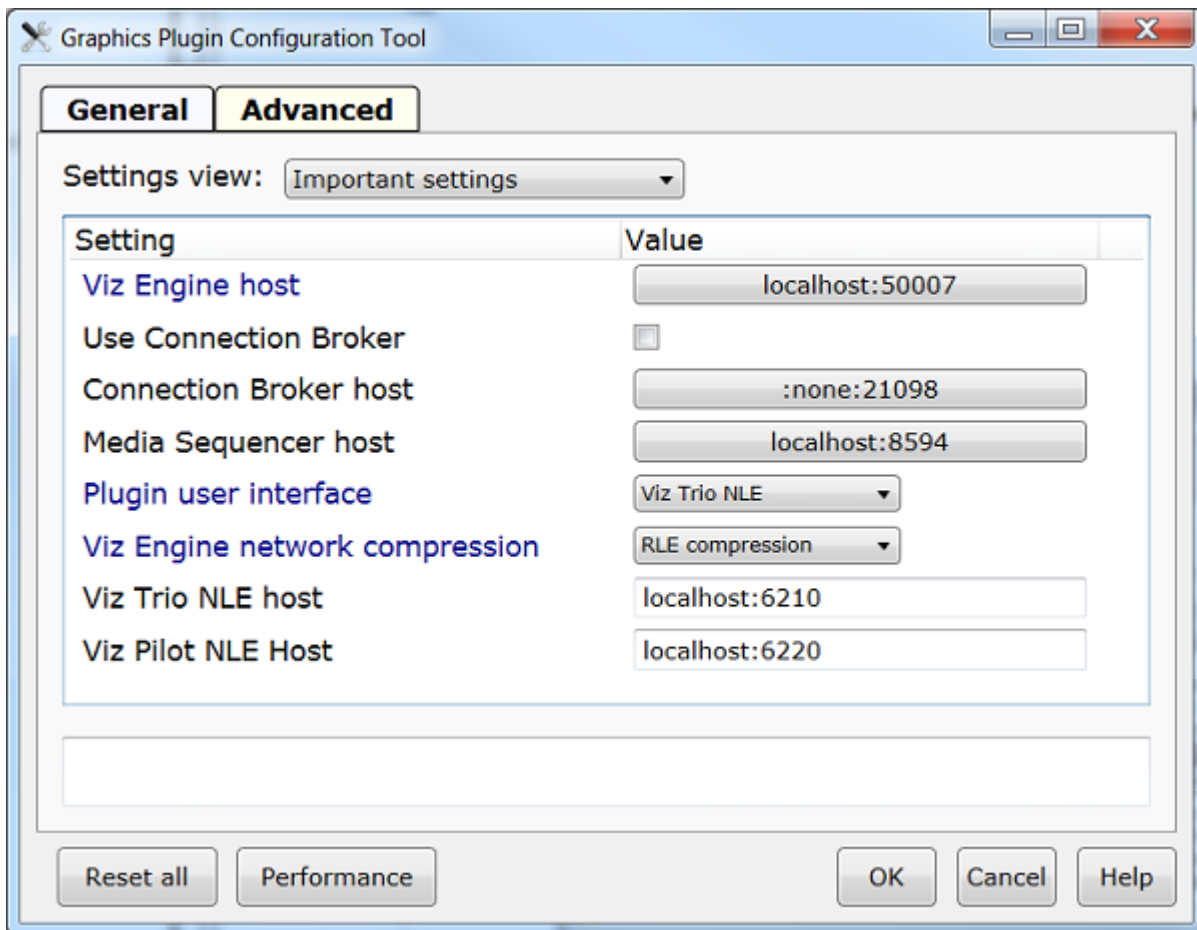 Graphics Plugin Configuration Tool
General Advanced
Settings view: Important settings
Setting Value
Viz Engine host localhost:50007
Use Connection Broker
Connection Broker host :none:21098
Media Sequencer host localhost:8594
Plugin user interface Viz Trio NLE
Viz Engine network compression RLE compression
Viz Trio NLE host localhost:6210
Viz Pilot NLE Host localhost:6220
Reset all Performance OK Cancel Help